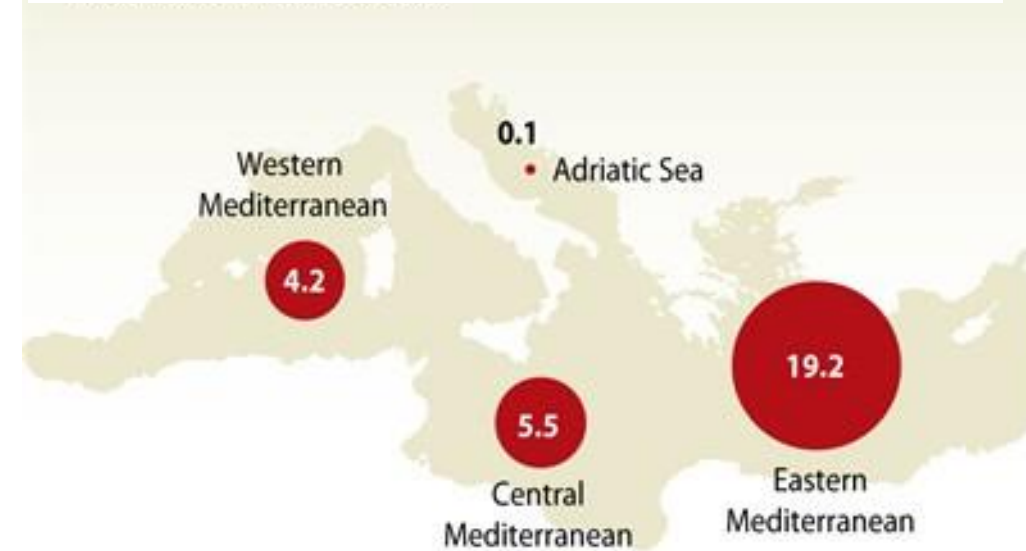 0.1
Adriatic Sea
Western
Mediterranean
4.2
19.2
5.5
Central
Mediterranean
Eastern
Mediterranean